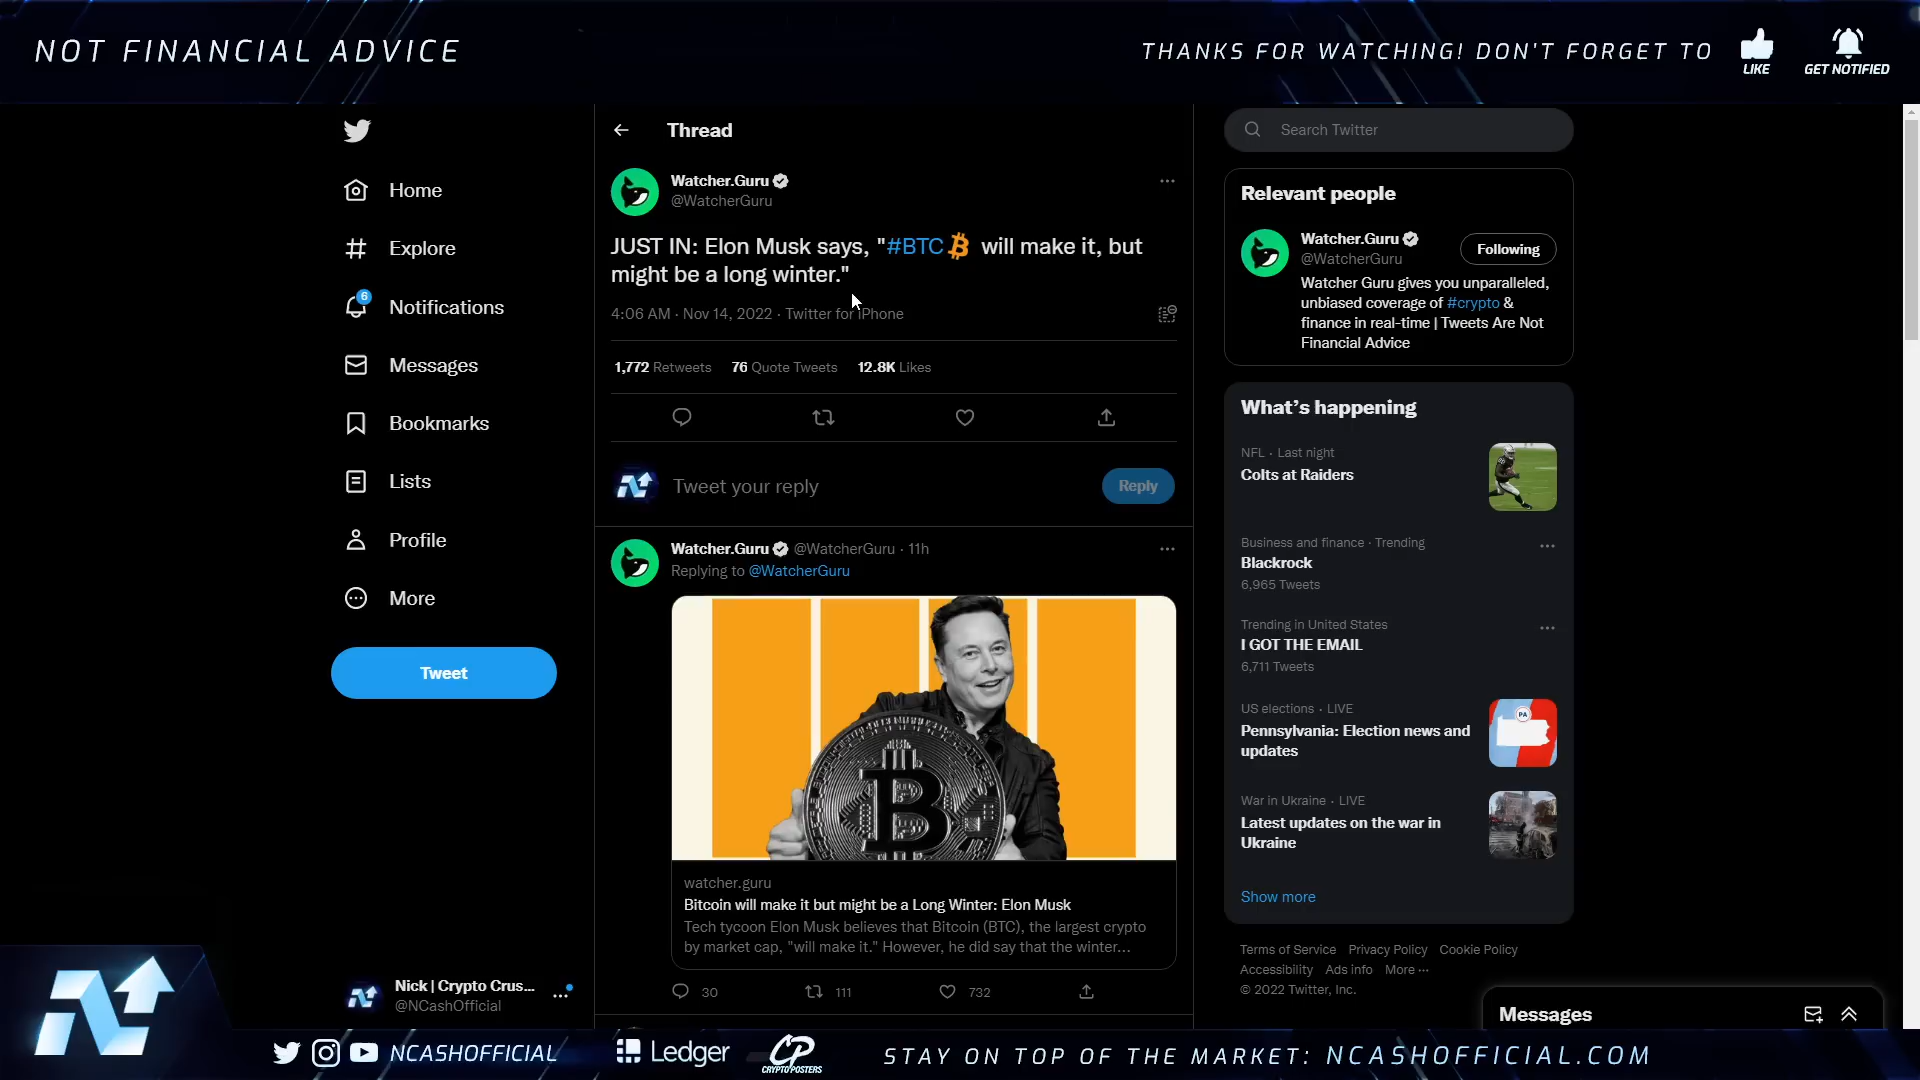 NOT FINANCIAL ADVICE
THANKS FOR WATCHING! DON'T FORGET TO
LIKE
GET NOTIFIED
Home
Explore
6
Notifications
Messages
Bookmarks
Lists
Profile
More
Tweet
Nick | Crypto Crus...
@NCashOfficial
Thread
Watcher.Guru
@WatcherGuru
JUST IN: Elon Musk says, "#BTC will make it, but
might be a long winter."
4:06 AM · Nov 14, 2022 · Twitter for iPhone
1,772 Retweets 76 Quote Tweets 12.8K Likes
Tweet your reply
Reply
Watcher.Guru @WatcherGuru · 11h
Replying to @WatcherGuru
watcher.guru
Bitcoin will make it but might be a Long Winter: Elon Musk
Tech tycoon Elon Musk believes that Bitcoin (BTC), the largest crypto
by market cap, "will make it." However, he did say that the winter...
30 111 732
Search Twitter
Relevant people
Watcher.Guru
@WatcherGuru
Following
Watcher Guru gives you unparalleled,
unbiased coverage of #crypto &
finance in real-time | Tweets Are Not
Financial Advice
What's happening
NFL · Last night
Colts at Raiders
Business and finance · Trending
Blackrock
6,965 Tweets
Trending in United States
I GOT THE EMAIL
6,711 Tweets
US elections · LIVE
Pennsylvania: Election news and
updates
PA
War in Ukraine · LIVE
Latest updates on the war in
Ukraine
Show more
Terms of Service Privacy Policy Cookie Policy
Accessibility Ads info More ···
© 2022 Twitter, Inc.
Messages
NCASHOFFICIAL
Ledger
CP
CRYPTOPOSTERS
STAY ON TOP OF THE MARKET: NCASHOFFICIAL.COM